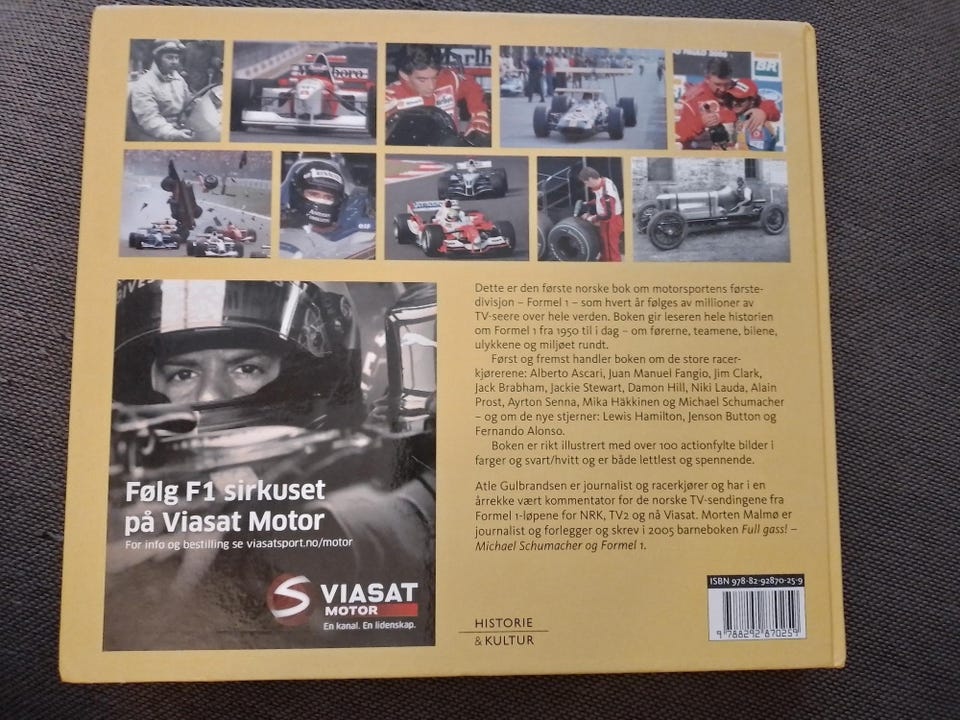 Marlboro
Marlb
BR
GIVES
Følg F1 sirkuset
på Viasat Motor
For info og bestilling se viasatsport.no/motor
VIASAT
MOTOR
En kanal. En lidenskap.
Dette er den første norske bok om motorsportens første-
divisjon – Formel 1 – som hvert år følges av millioner av
TV-seere over hele verden. Boken gir leseren hele historien
om Formel 1 fra 1950 til i dag – om førerne, teamene, bilene,
ulykkene og miljøet rundt.
Først og fremst handler boken om de store racer-
kjørerene: Alberto Ascari, Juan Manuel Fangio, Jim Clark,
Jack Brabham, Jackie Stewart, Damon Hill, Niki Lauda, Alain
Prost, Ayrton Senna, Mika Häkkinen og Michael Schumacher
– og om de nye stjerner: Lewis Hamilton, Jenson Button og
Fernando Alonso.
Boken er rikt illustrert med over 100 actionfylte bilder i
farger og svart/hvitt og er både lettlest og spennende.
Atle Gulbrandsen er journalist og racerkjører og har i en
årrekke vært kommentator for de norske TV-sendingene fra
Formel 1-løpene for NRK, TV2 og nå Viasat. Morten Malmø er
journalist og forlegger og skrev i 2005 barneboken Full gass! –
Michael Schumacher og Formel 1.
HISTORIE
& KULTUR
ISBN 978-82-92870-25-9
9 788292 870259